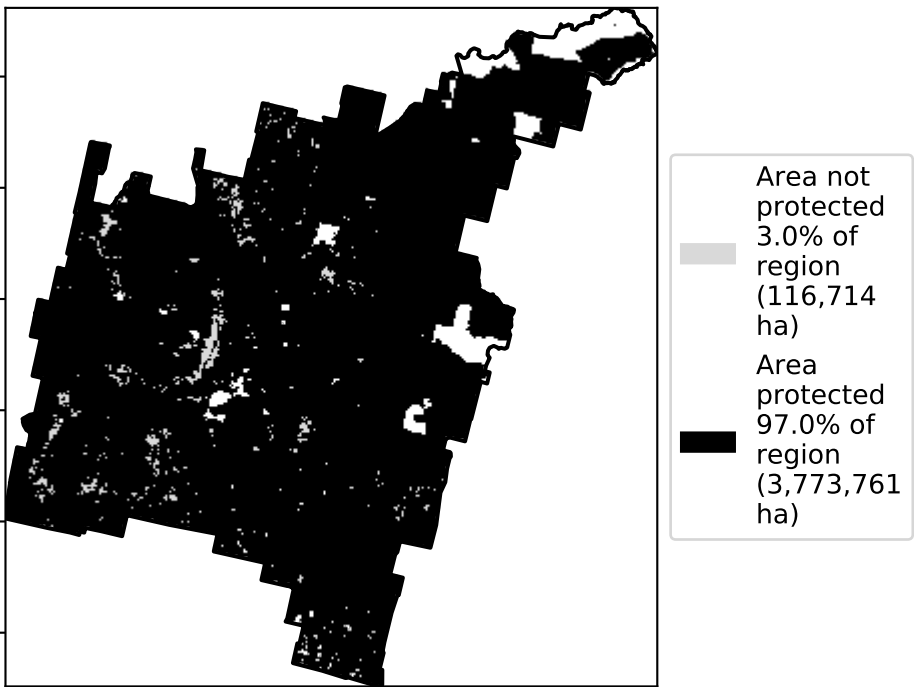 Area not
protected
3.0% of
region
(116,714
ha)
Area
protected
97.0% of
region
(3,773,761
ha)